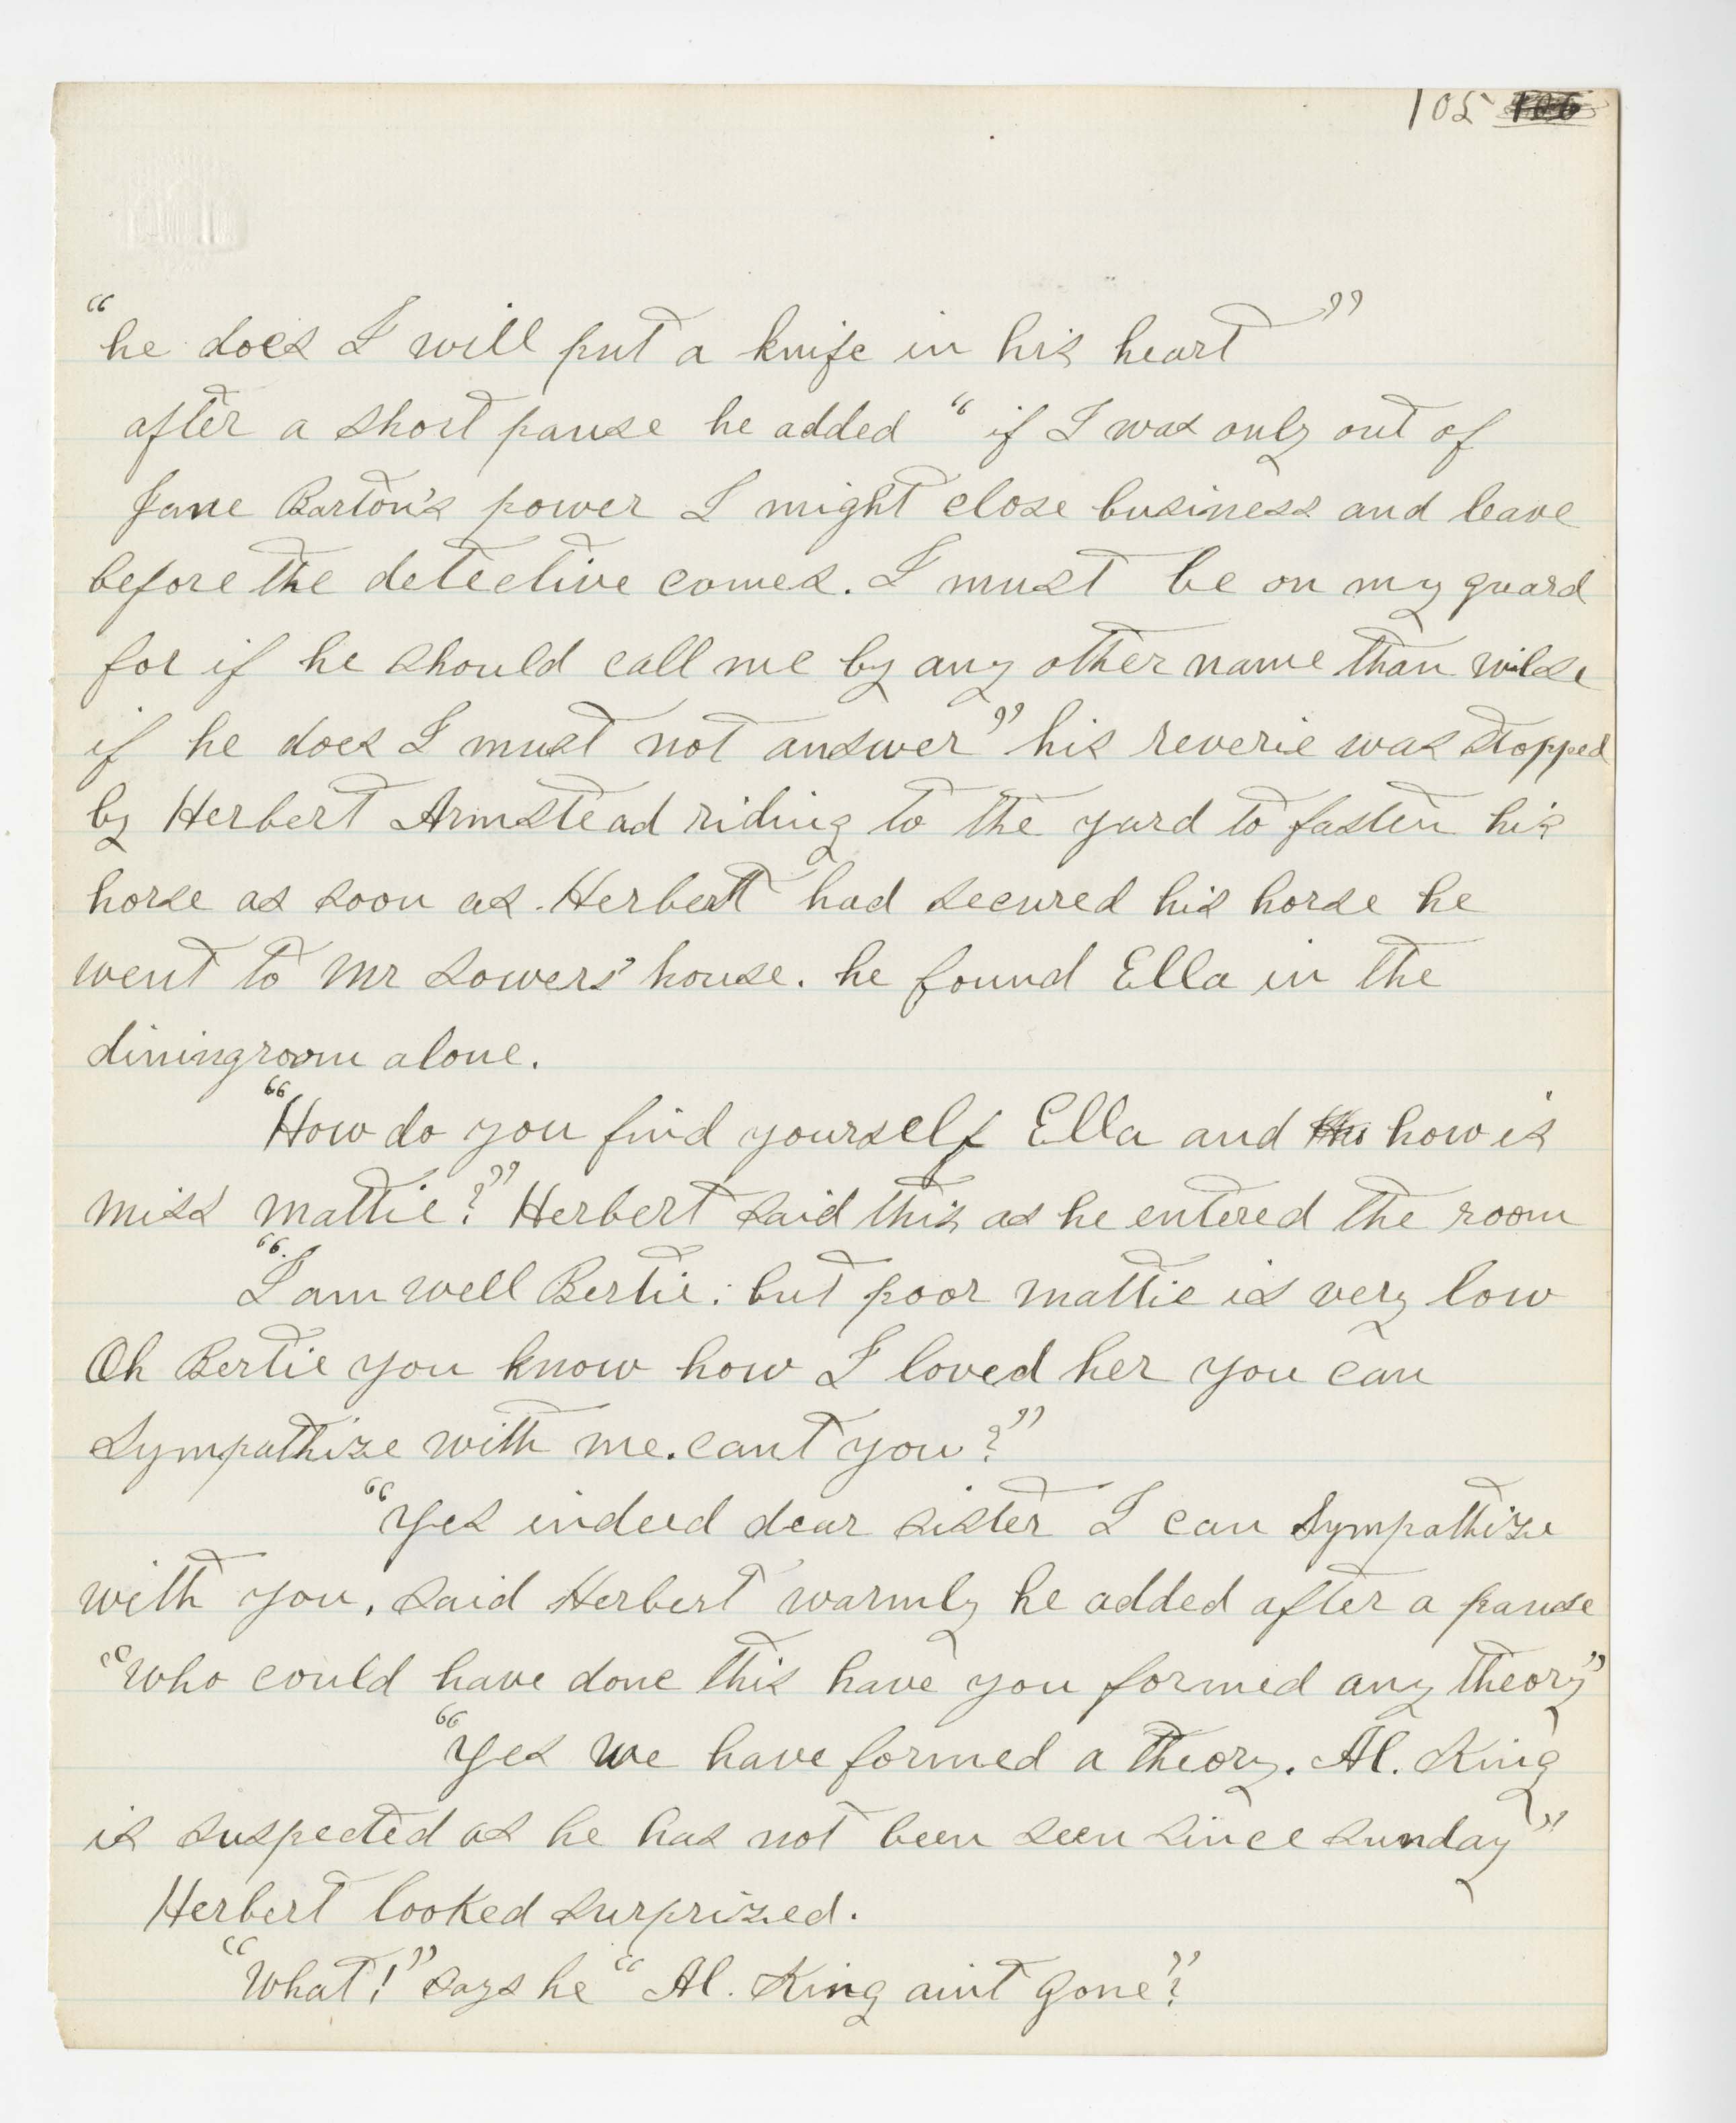 105 106
"he does I will put a knife in his heart"
after a short pause he added "if I was only out of
Jane Barton's power I might close business and leave
before the detective comes. I must be on my guard
for if he should call me by any other name than wilse
if he does I must not answer" his reverie was stopped
by Herbert Armstead riding to the yard to fasten his
horse as soon as Herbert had secured his horse he
went to Mr Sowers' house. he found Ella in the
diningroom alone.
"How do you find yourself Ella and how is
miss mattie?" Herbert said this as he entered the room
"I am well Bertie; but poor mattie is very low
Oh Bertie you know how I loved her you can
Sympathize with me. cant you?"
"Yes indeed dear sister I can Sympathize
with you, said Herbert warmly he added after a pause
"Who could have done this have you formed any theory"
"Yes we have formed a theory. Al. King
is suspected as he has not been seen since sunday"
Herbert looked surprized.
"What!" says he "Al. King aint gone"?